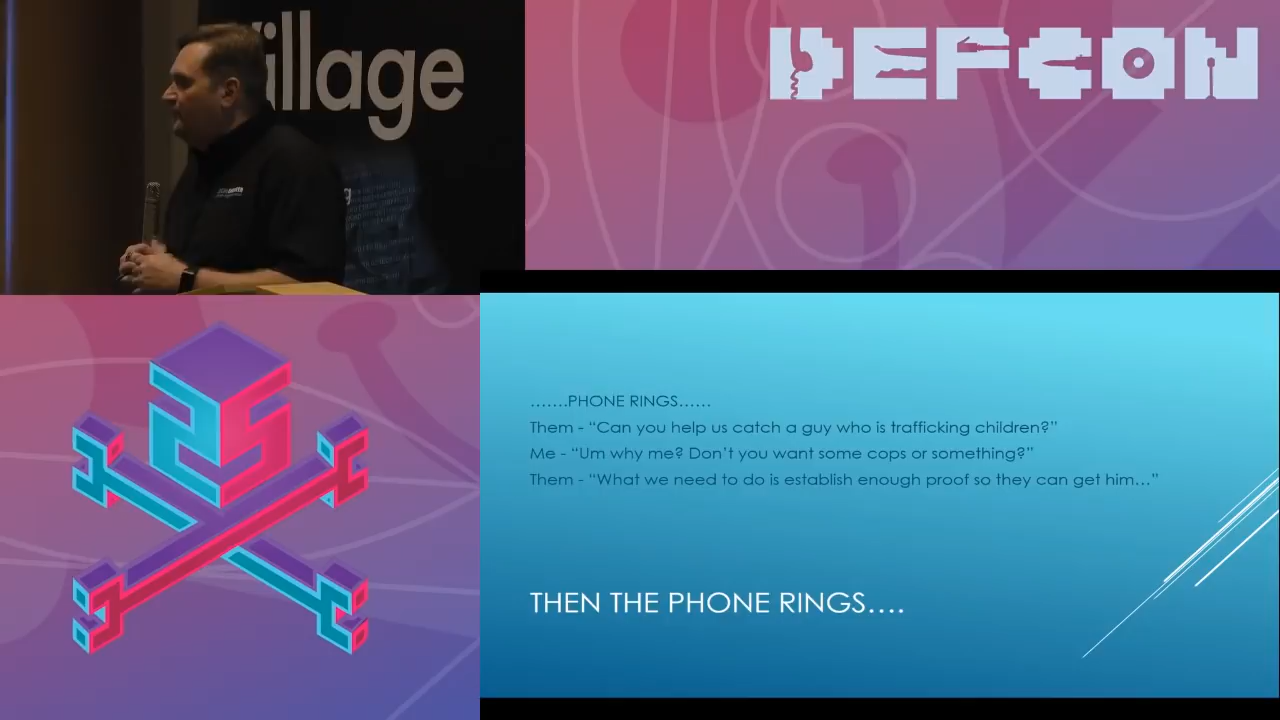 illage
DEFCON
.......PHONE RINGS......
Them - “Can you help us catch a guy who is trafficking children?”
Me - “Um why me? Don’t you want some cops or something?”
Them - “What we need to do is establish enough proof so they can get him…”
THEN THE PHONE RINGS….